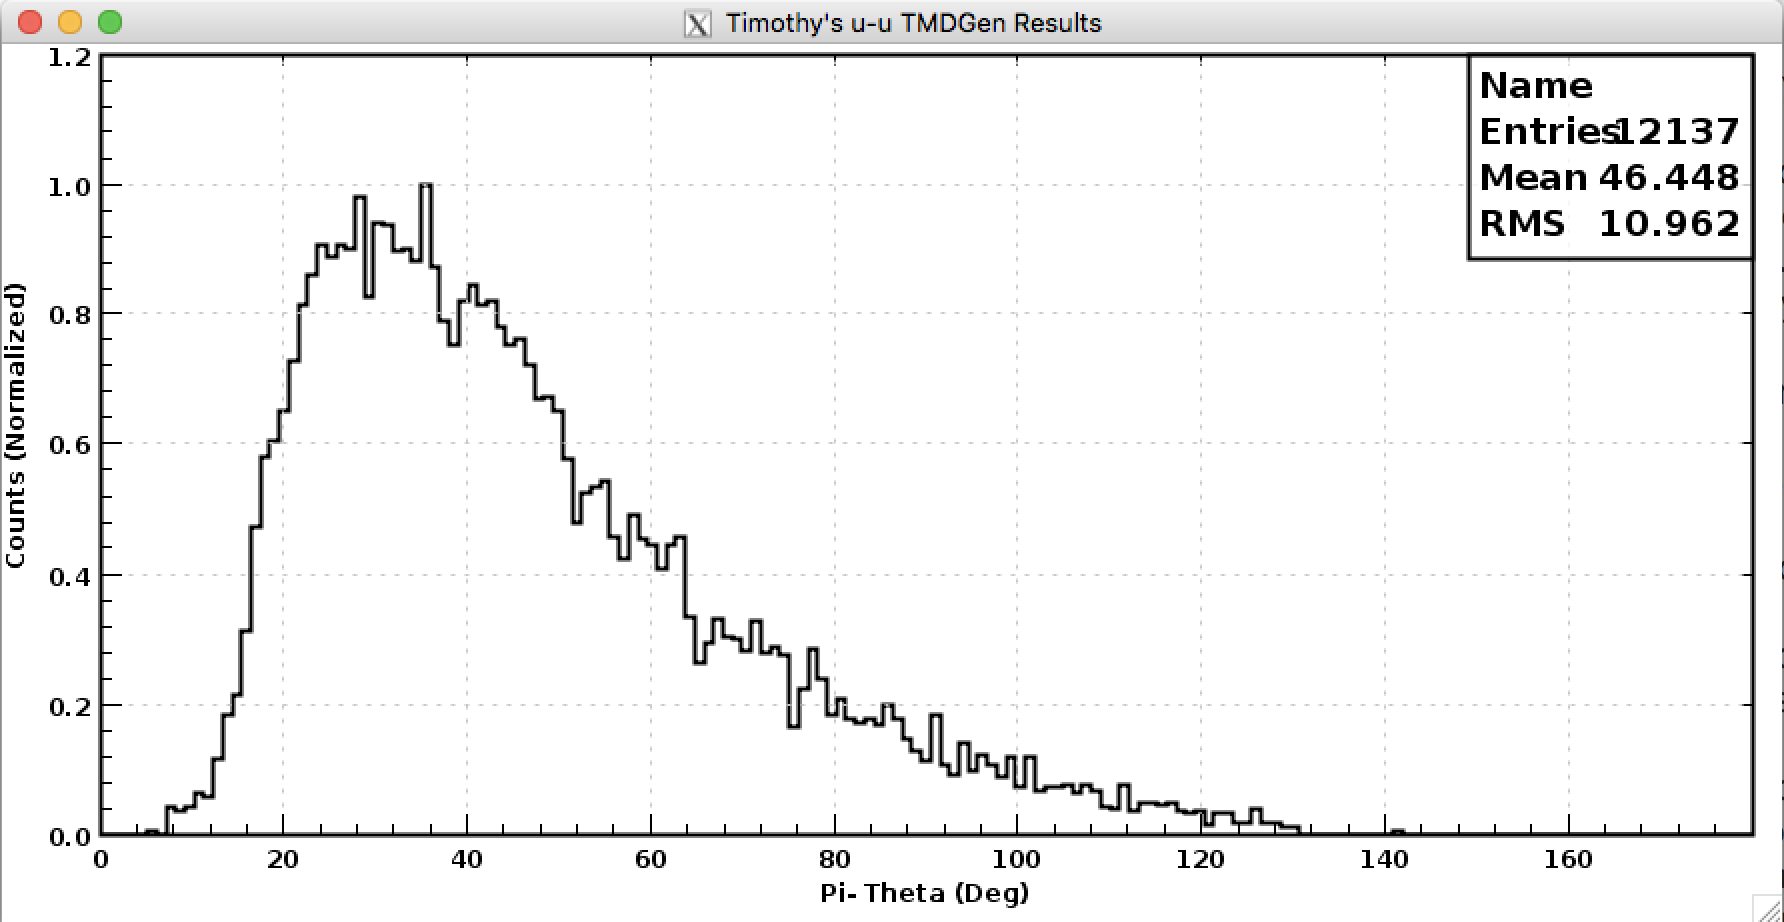 Timothy's u-u TMDGen Results
Name
Entries 12137
Mean 46.448
RMS 10.962
1.2
1.0
0.8
0.6
0.4
0.2
0.0
Counts (Normalized)
0 20 40 60 80 100 120 140 160
Pi- Theta (Deg)